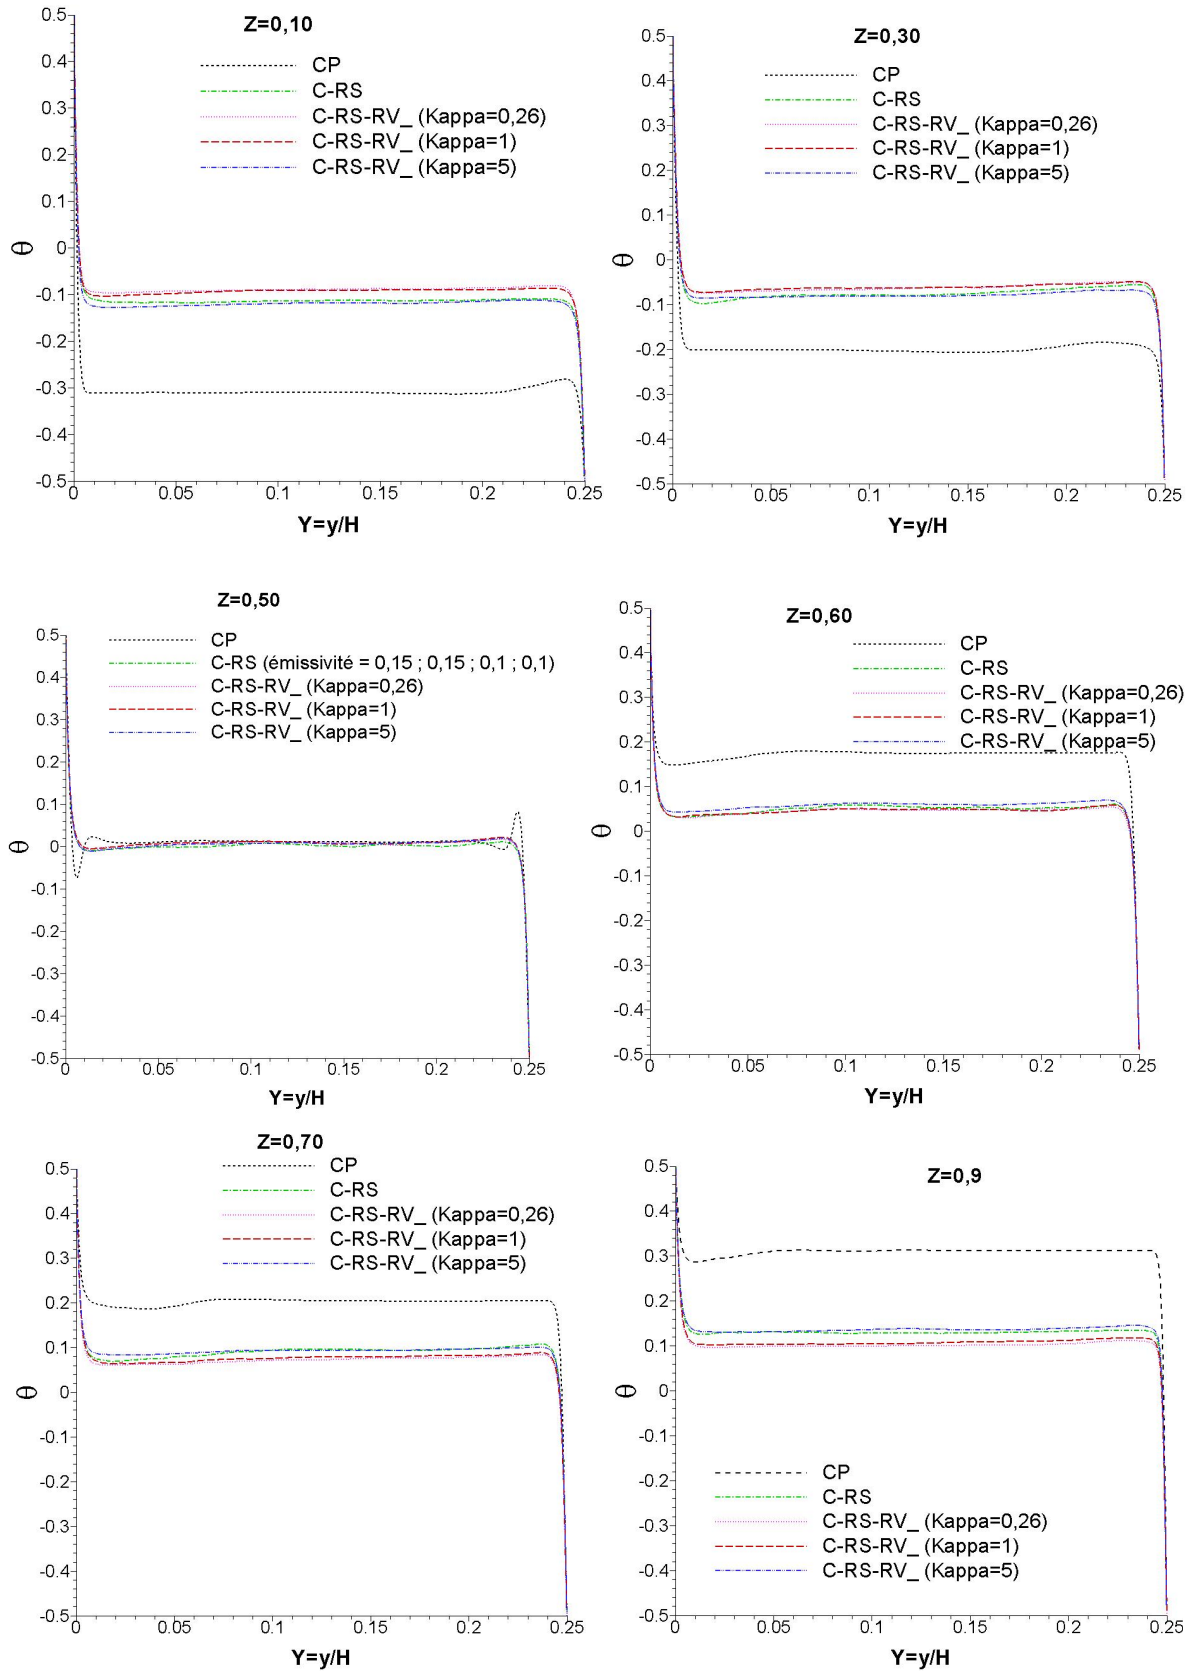 Z=0,10
CP
C-RS
C-RS-RV_ (Kappa=0,26)
C-RS-RV_ (Kappa=1)
C-RS-RV_ (Kappa=5)
0.5
0.4
0.3
0.2
0.1
0
-0.1
-0.2
-0.3
-0.4
-0.5
θ
0
0.05
0.1
0.15
0.2
0.25
Y=y/H
Z=0,30
CP
C-RS
C-RS-RV_ (Kappa=0,26)
C-RS-RV_ (Kappa=1)
C-RS-RV_ (Kappa=5)
0.5
0.4
0.3
0.2
0.1
0
-0.1
-0.2
-0.3
-0.4
-0.5
θ
0
0.05
0.1
0.15
0.2
0.25
Y=y/H
Z=0,50
CP
C-RS (émissivité = 0,15 ; 0,15 ; 0,1 ; 0,1)
C-RS-RV_ (Kappa=0,26)
C-RS-RV_ (Kappa=1)
C-RS-RV_ (Kappa=5)
0.5
0.4
0.3
0.2
0.1
0
-0.1
-0.2
-0.3
-0.4
-0.5
θ
0
0.05
0.1
0.15
0.2
0.25
Y=y/H
Z=0,60
CP
C-RS
C-RS-RV_ (Kappa=0,26)
C-RS-RV_ (Kappa=1)
C-RS-RV_ (Kappa=5)
0.5
0.4
0.3
0.2
0.1
0
-0.1
-0.2
-0.3
-0.4
-0.5
θ
0
0.05
0.1
0.15
0.2
0.25
Y=y/H
Z=0,70
CP
C-RS
C-RS-RV_ (Kappa=0,26)
C-RS-RV_ (Kappa=1)
C-RS-RV_ (Kappa=5)
0.5
0.4
0.3
0.2
0.1
0
-0.1
-0.2
-0.3
-0.4
-0.5
θ
0
0.05
0.1
0.15
0.2
0.25
Y=y/H
Z=0,9
CP
C-RS
C-RS-RV_ (Kappa=0,26)
C-RS-RV_ (Kappa=1)
C-RS-RV_ (Kappa=5)
0.5
0.4
0.3
0.2
0.1
0
-0.1
-0.2
-0.3
-0.4
-0.5
θ
0
0.05
0.1
0.15
0.2
0.25
Y=y/H